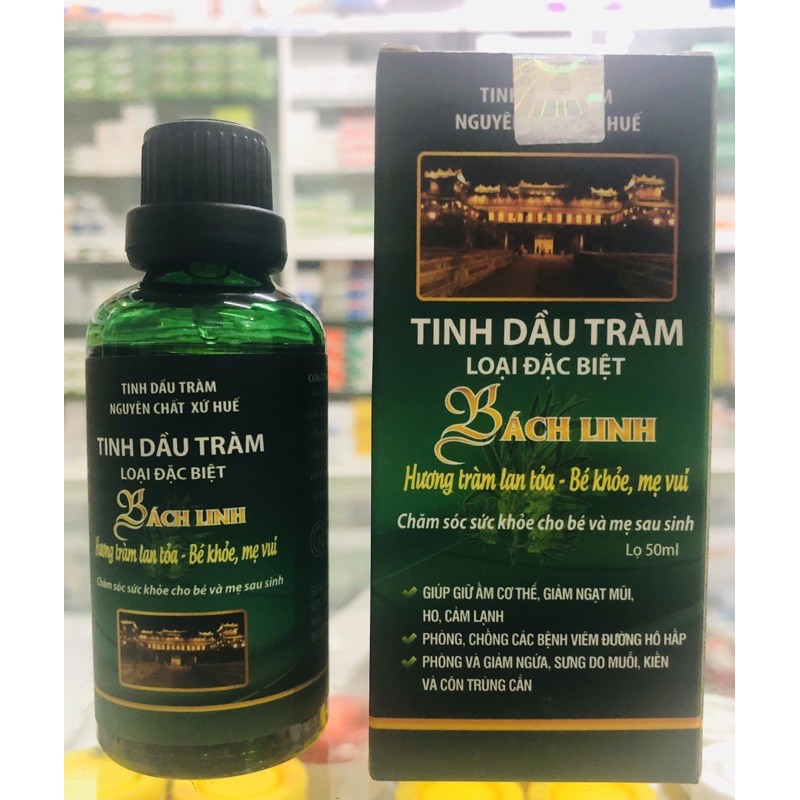 TINH DẦU TRÀM
NGUYÊN CHẤT XỨ HUẾ
TINH DẦU TRÀM
LOẠI ĐẶC BIỆT
BÁCH LINH
Hương tràm lan tỏa - Bé khỏe, mẹ vui
Chăm sóc sức khỏe cho bé và mẹ sau sinh
TINH
NGUYÊN HUẾ
TINH DẦU TRÀM
LOẠI ĐẶC BIỆT
BÁCH LINH
Hương tràm lan tỏa - Bé khỏe, mẹ vui
Chăm sóc sức khỏe cho bé và mẹ sau sinh
Lọ 50ml
GIÚP GIỮ ẤM CƠ THỂ, GIẢM NGẠT MŨI,
HO, CẢM LẠNH
PHÒNG, CHỐNG CÁC BỆNH VIÊM ĐƯỜNG HÔ HẤP
PHÒNG VÀ GIẢM NGỨA, SƯNG DO MUỖI, KIẾN
VÀ CÔN TRÙNG CẮN